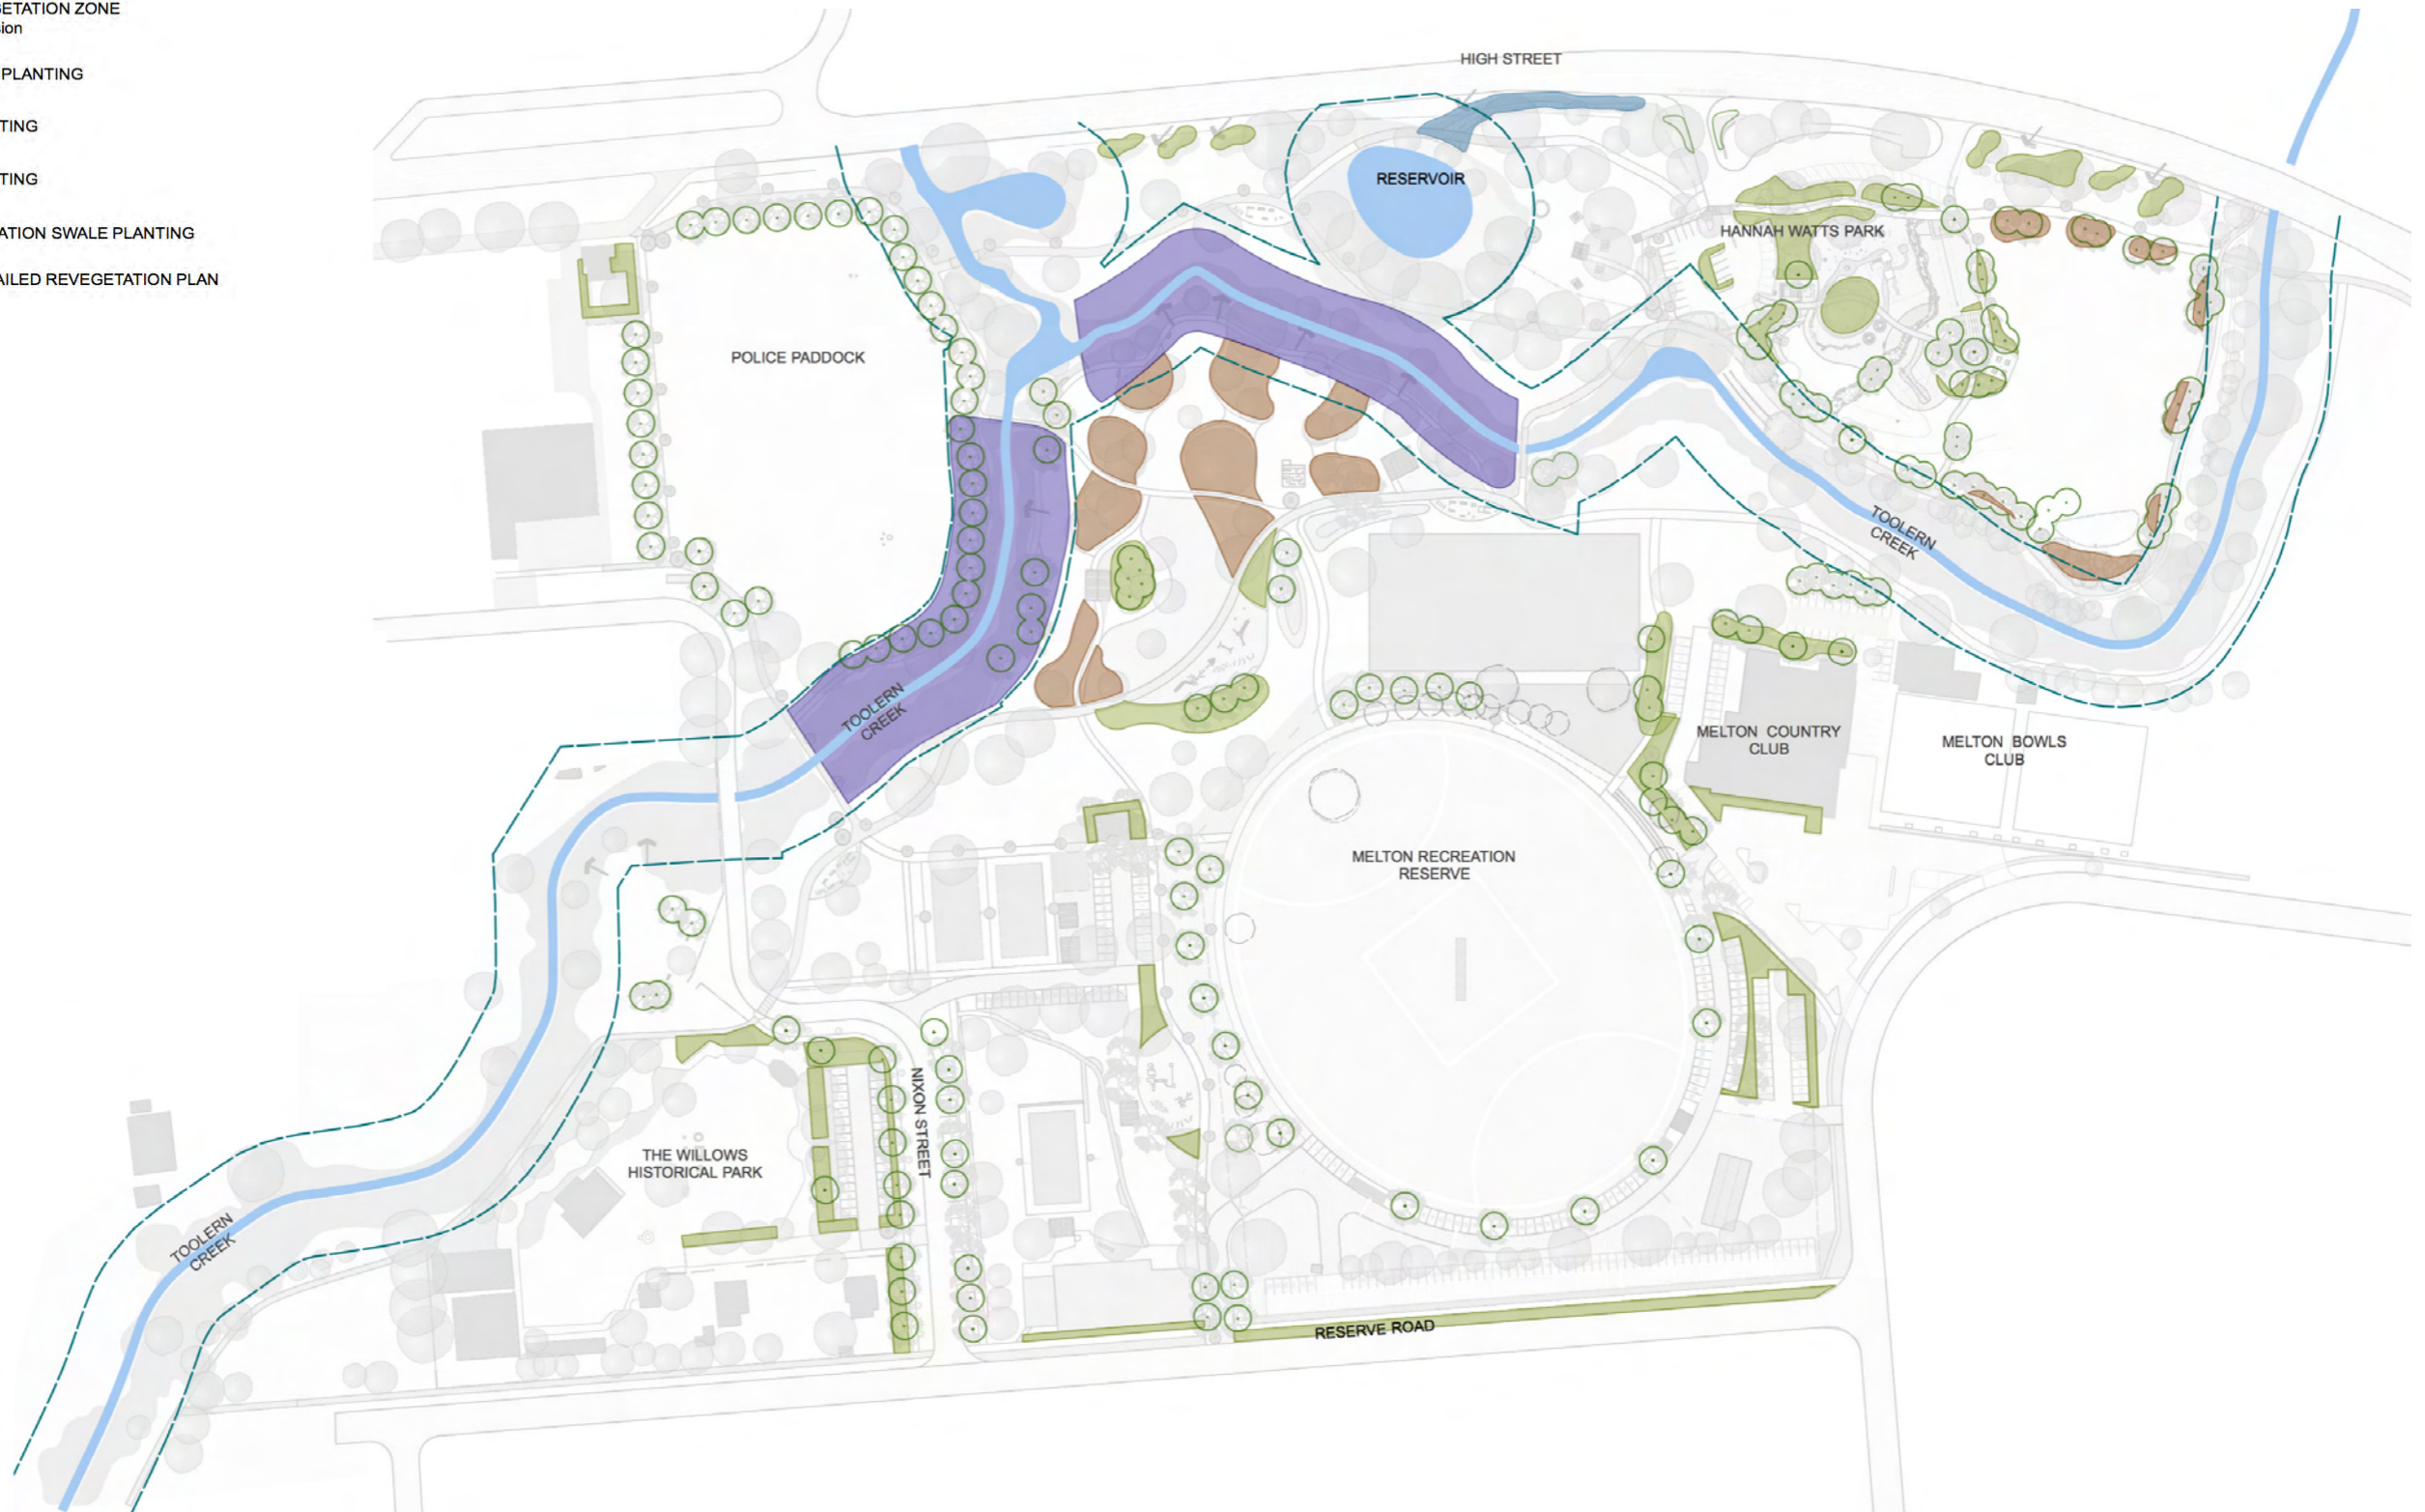 GETATION ZONE
sion
PLANTING
TING
TING
ATION SWALE PLANTING
AILED REVEGETATION PLAN
HIGH STREET
RESERVOIR
HANNAH WATTS PARK
POLICE PADDOCK
TOOLERN
CREEK
TOOLERN
CREEK
MELTON COUNTRY
CLUB
MELTON BOWLS
CLUB
MELTON RECREATION
RESERVE
NIXON STREET
THE WILLOWS
HISTORICAL PARK
TOOLERN
CREEK
RESERVE ROAD